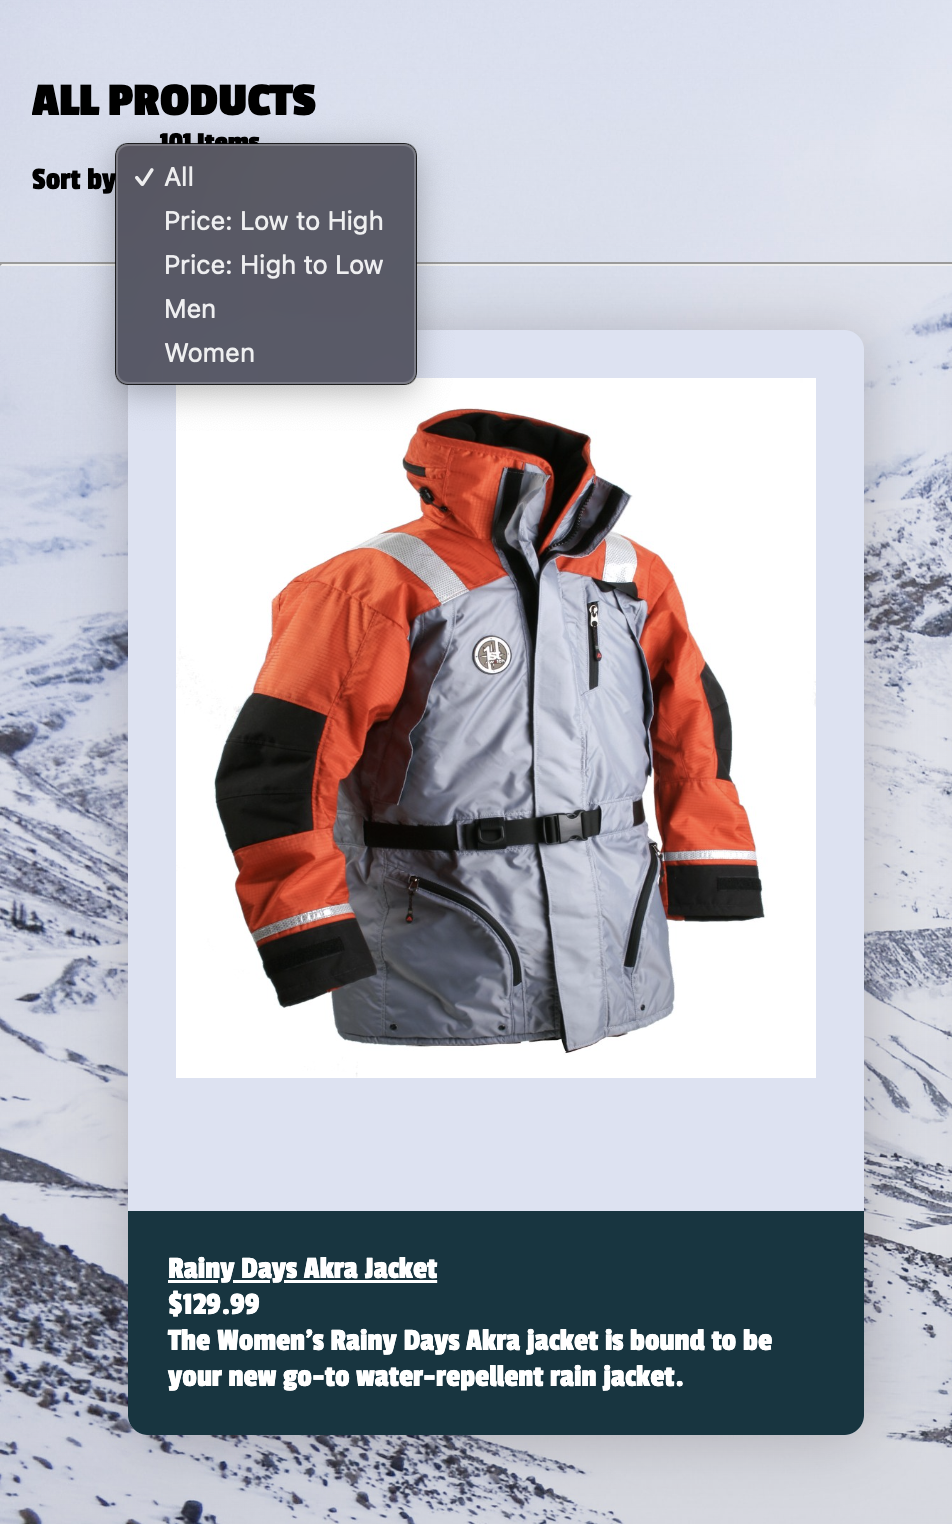 ALL PRODUCTS
101 Items
Sort by
✓ All
Price: Low to High
Price: High to Low
Men
Women
Rainy Days Akra Jacket
$129.99
The Women's Rainy Days Akra jacket is bound to be
your new go-to water-repellent rain jacket.